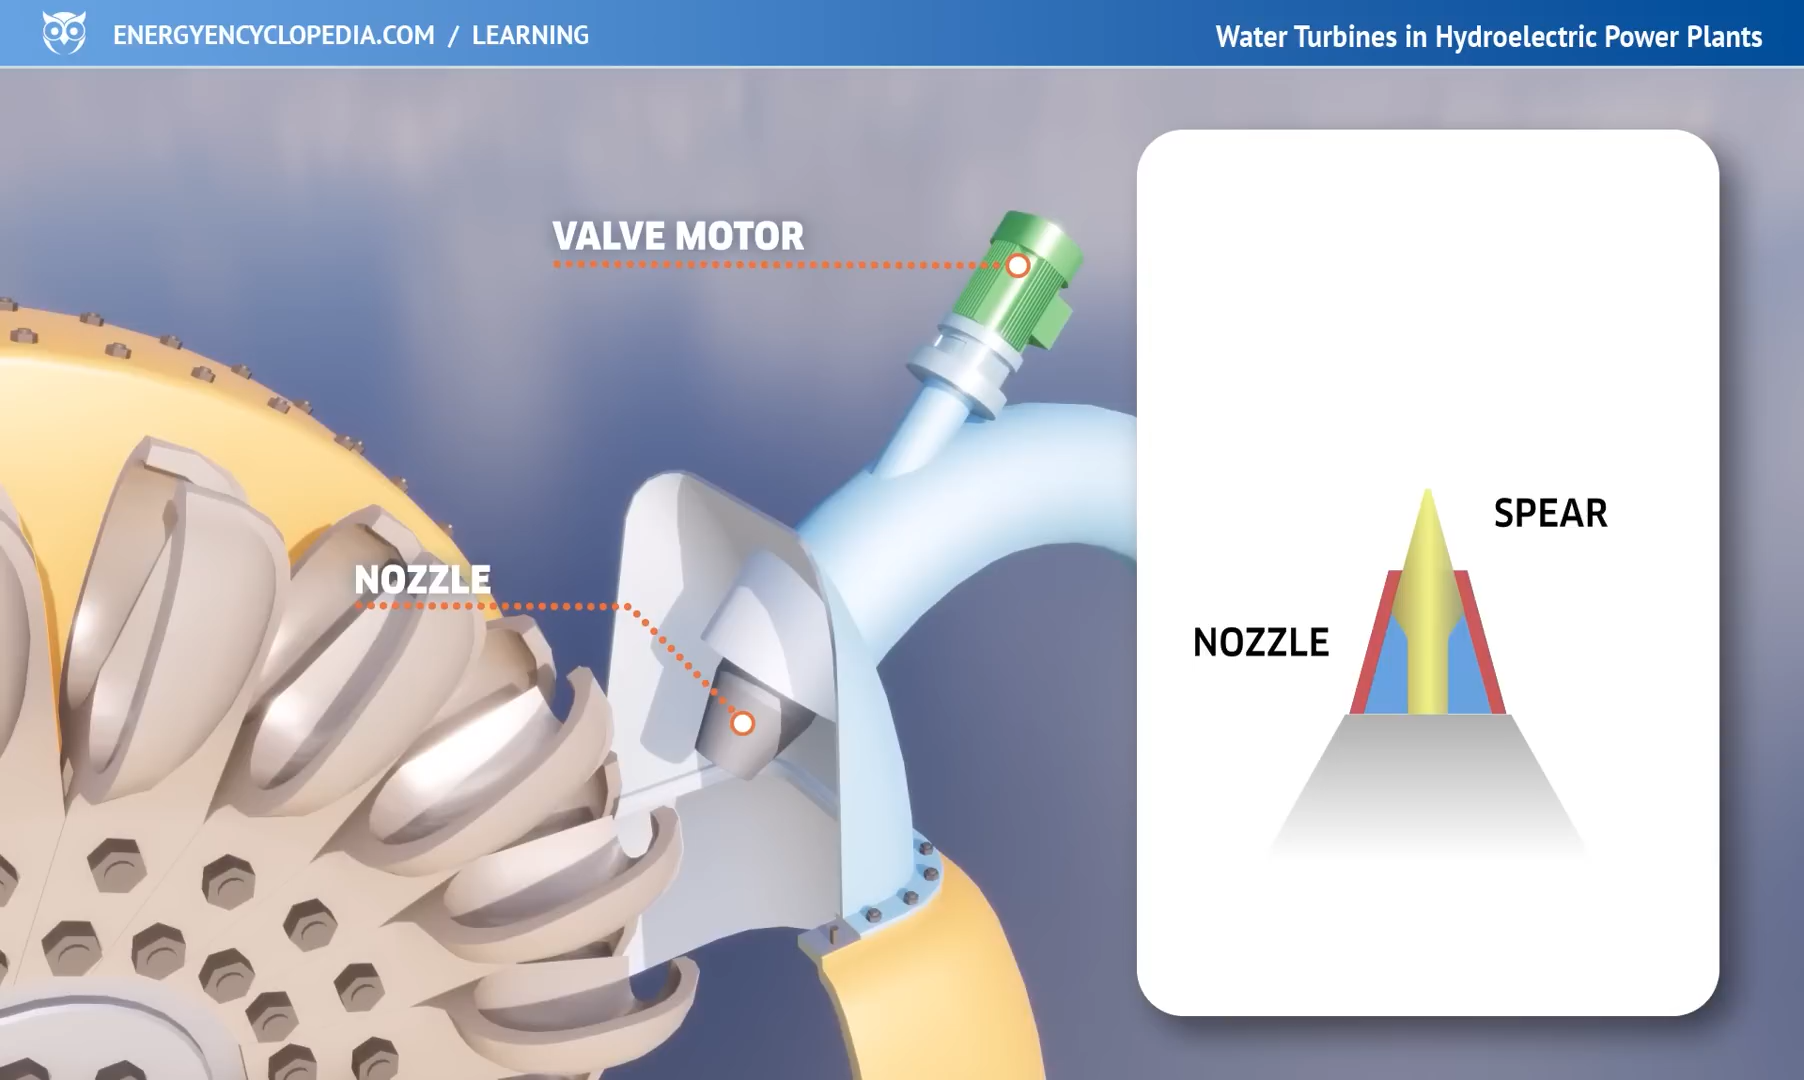 ENERGYENCYCLOPEDIA.COM / LEARNING
Water Turbines in Hydroelectric Power Plants
VALVE MOTOR
NOZZLE
SPEAR
NOZZLE